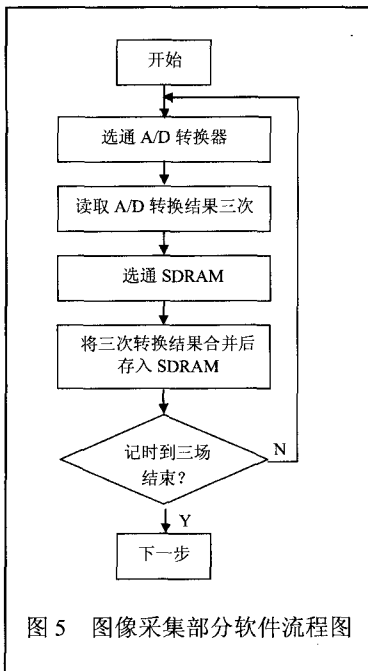 开始
选通 A/D 转换器
读取 A/D 转换结果三次
选通 SDRAM
将三次转换结果合并后
存入 SDRAM
记时到三场
结束?
N
Y
下一步
图 5 图像采集部分软件流程图